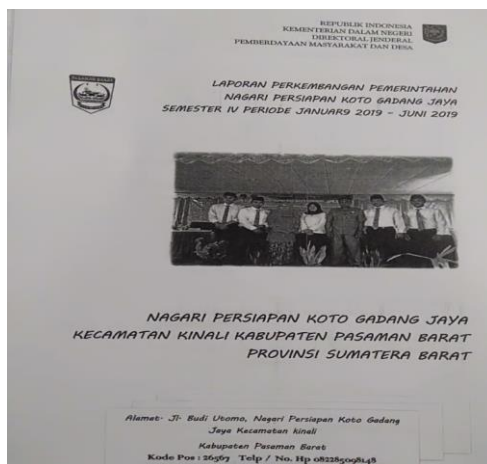 REPUBLIK INDONESIA
KEMENTERIAN DALAM NEGERI
DIREKTORAL JENDERAL
PEMBERDAYAAN MASYARAKAT DAN DESA
LAPORAN PERKEMBANGAN PEMERINTAHAN
NAGARI PERSIAPAN KOTO GADANG JAYA
SEMESTER IV PERIODE JANUAR9 2019 - JUNI 2019
NAGARI PERSIAPAN KOTO GADANG JAYA
KECAMATAN KINALI KABUPATEN PASAMAN BARAT
PROVINSI SUMATERA BARAT
Alamat- Jl- Budi Utomo, Nagari Persiapan Koto Gadang
Jaya Kecamatan kinali
Kabupaten Pasaman Barat
Kode Pos : 26567 Telp / No. Hp 082285098148